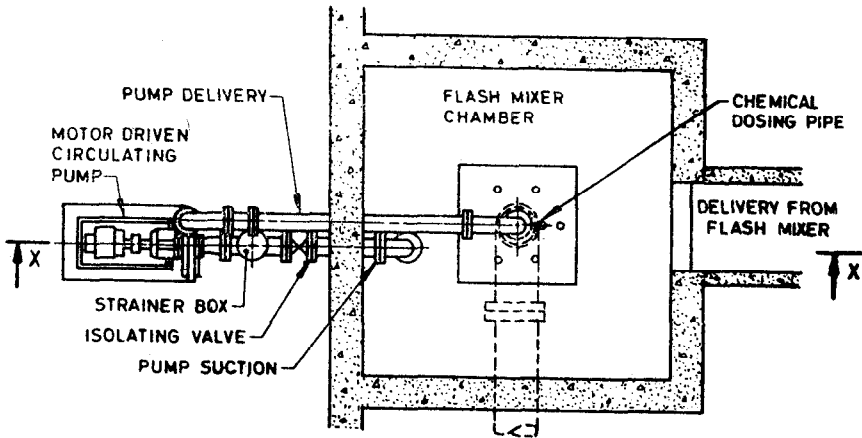 PUMP DELIVERY
MOTOR DRIVEN
CIRCULATING
PUMP
FLASH MIXER
CHAMBER
CHEMICAL
DOSING PIPE
DELIVERY FROM
FLASH MIXER
X
X
STRAINER BOX
ISOLATING VALVE
PUMP SUCTION